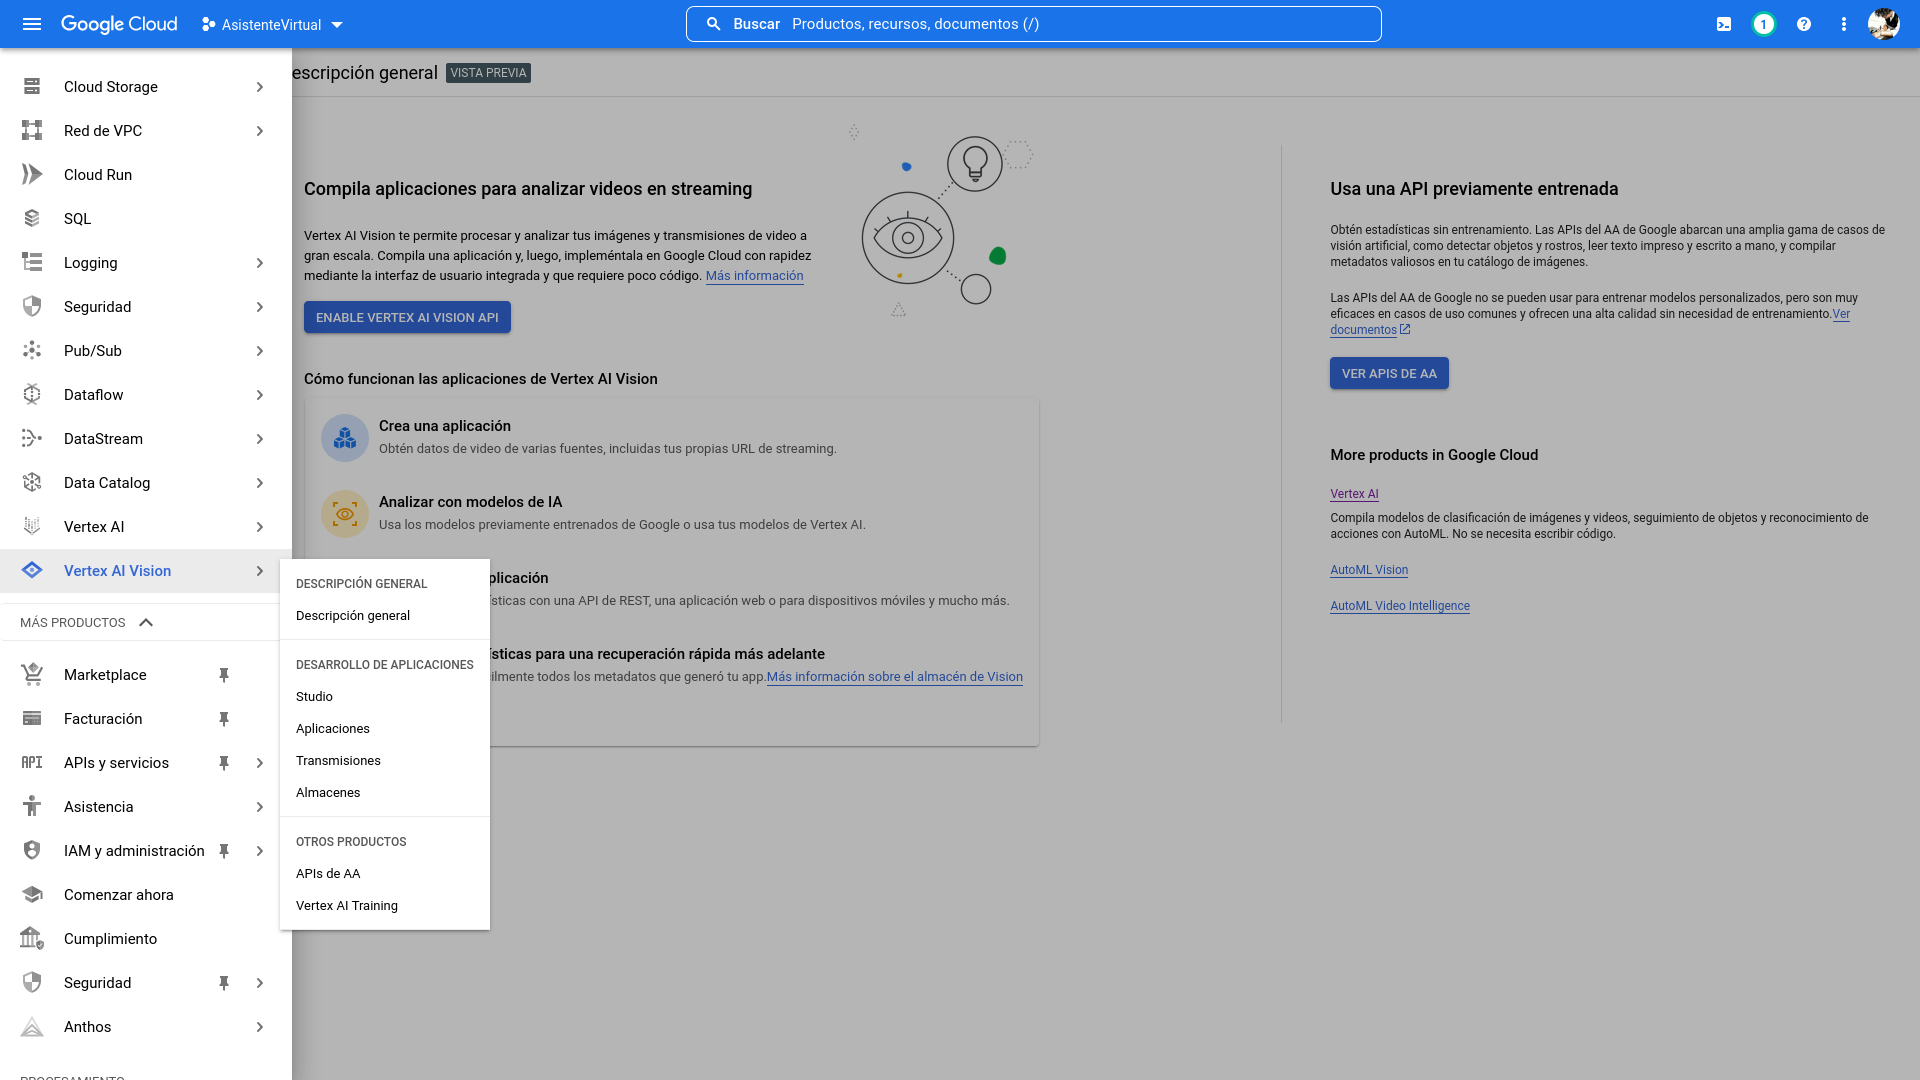 Google Cloud
AsistenteVirtual
Buscar Productos, recursos, documentos (/)
1
Cloud Storage
Red de VPC
Cloud Run
SQL
Logging
Seguridad
Pub/Sub
Dataflow
DataStream
Data Catalog
Vertex AI
Vertex AI Vision
MÁS PRODUCTOS
Marketplace
Facturación
API APIs y servicios
Asistencia
IAM y administración
Comenzar ahora
Cumplimiento
Seguridad
Anthos
PROCESAMIENTO
DESCRIPCIÓN GENERAL
Descripción general
DESARROLLO DE APLICACIONES
Studio
Aplicaciones
Transmisiones
Almacenes
OTROS PRODUCTOS
APIs de AA
Vertex AI Training
escripción general VISTA PREVIA
Compila aplicaciones para analizar videos en streaming
Vertex AI Vision te permite procesar y analizar tus imágenes y transmisiones de video a
gran escala. Compila una aplicación y, luego, impleméntala en Google Cloud con rapidez
mediante la interfaz de usuario integrada y que requiere poco código. Más información
ENABLE VERTEX AI VISION API
Cómo funcionan las aplicaciones de Vertex AI Vision
Crea una aplicación
Obtén datos de video de varias fuentes, incluidas tus propias URL de streaming.
Analizar con modelos de IA
Usa los modelos previamente entrenados de Google o usa tus modelos de Vertex AI.
plicación
ísticas con una API de REST, una aplicación web o para dispositivos móviles y mucho más.
ísticas para una recuperación rápida más adelante
ilmente todos los metadatos que generó tu app.Más información sobre el almacén de Vision
Usa una API previamente entrenada
Obtén estadísticas sin entrenamiento. Las APIs del AA de Google abarcan una amplia gama de casos de
visión artificial, como detectar objetos y rostros, leer texto impreso y escrito a mano, y compilar
metadatos valiosos en tu catálogo de imágenes.
Las APIs del AA de Google no se pueden usar para entrenar modelos personalizados, pero son muy
eficaces en casos de uso comunes y ofrecen una alta calidad sin necesidad de entrenamiento.Ver
documentos
VER APIS DE AA
More products in Google Cloud
Vertex AI
Compila modelos de clasificación de imágenes y videos, seguimiento de objetos y reconocimiento de
acciones con AutoML. No se necesita escribir código.
AutoML Vision
AutoML Video Intelligence